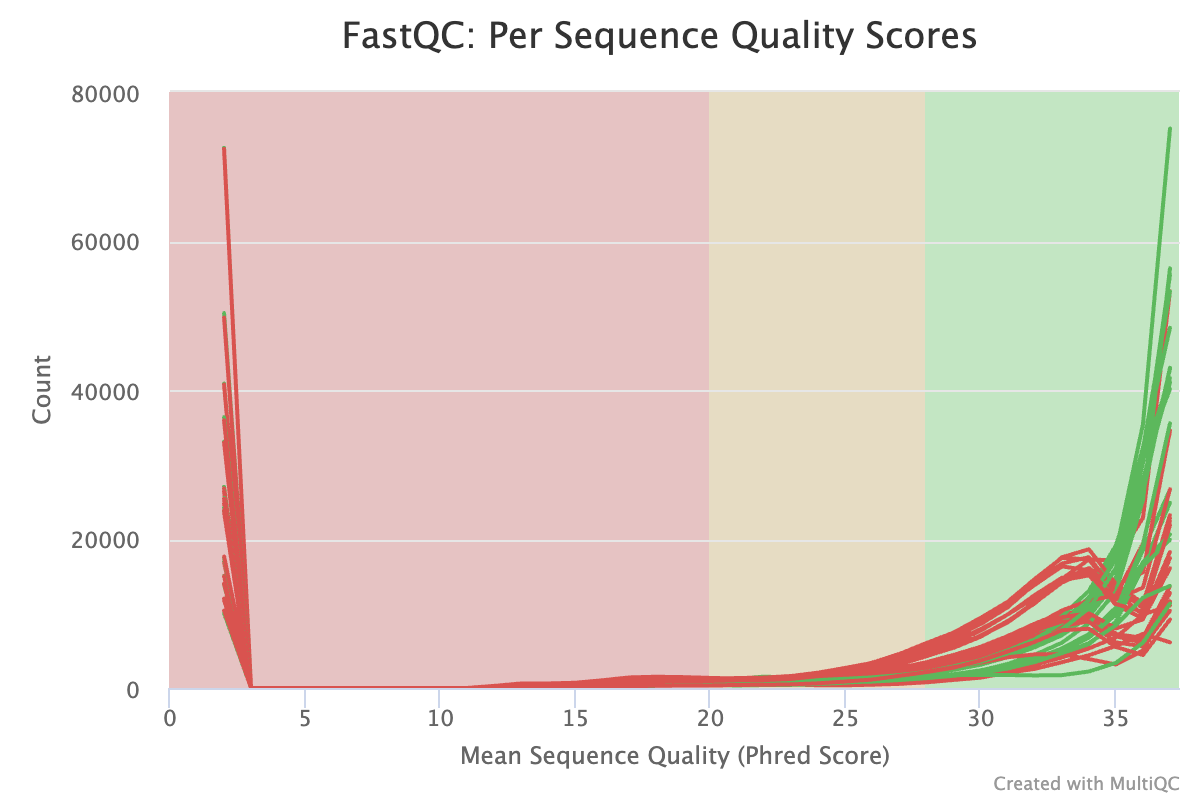 FastQC: Per Sequence Quality Scores
80000
60000
40000
20000
0
Count
0 5 10 15 20 25 30 35
Mean Sequence Quality (Phred Score)
Created with MultiQC